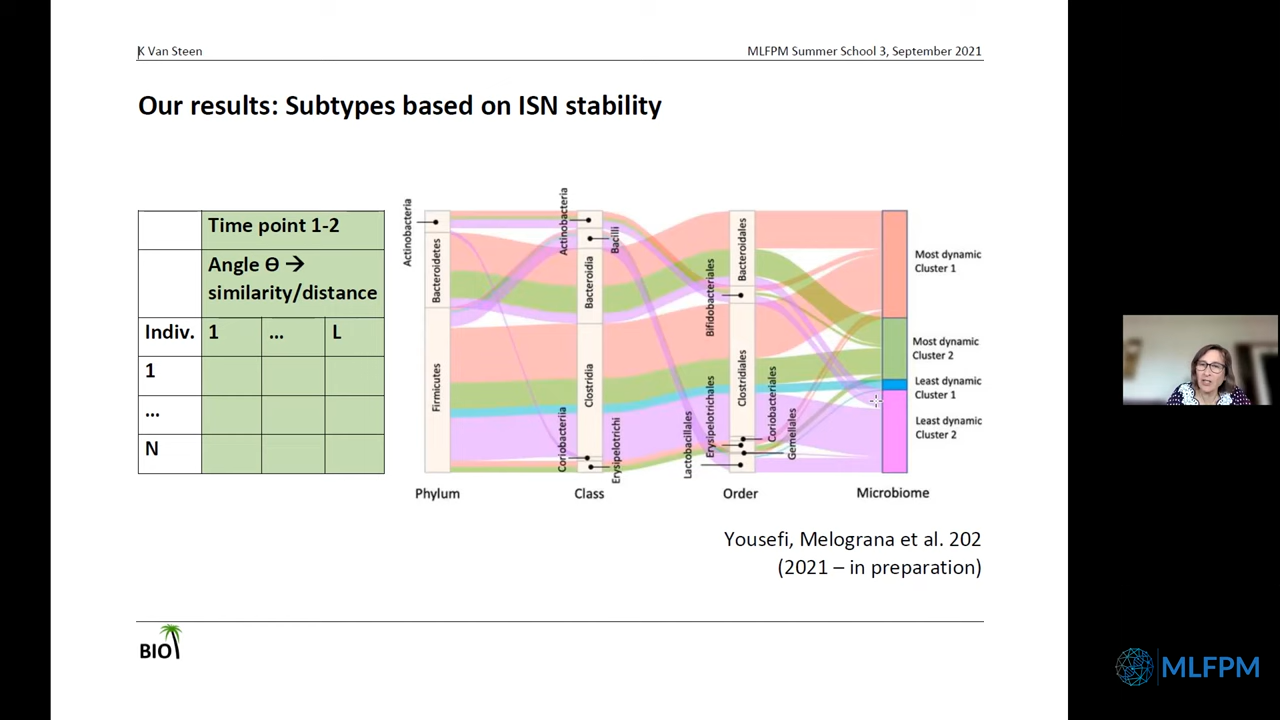 K Van Steen
MLFPM Summer School 3, September 2021
Our results: Subtypes based on ISN stability
Time point 1-2
Angle Ө →
similarity/distance
Indiv. 1 ... L
1
...
N
Actinobacteria
Bacteroidetes
Firmicutes
Actinobacteria
Bacilli
Bacteroidia
Clostridia
Coriobacteriia
Erysipelotrichi
Bacteroidales
Bifidobacteriales
Clostridiales
Coriobacteriales
Erysipelotrichales
Gemellales
Lactobacillales
Most dynamic
Cluster 1
Most dynamic
Cluster 2
Least dynamic
Cluster 1
Least dynamic
Cluster 2
Phylum
Class
Order
Microbiome
Yousefi, Melograna et al. 202
(2021 – in preparation)
BIO
MLFPM